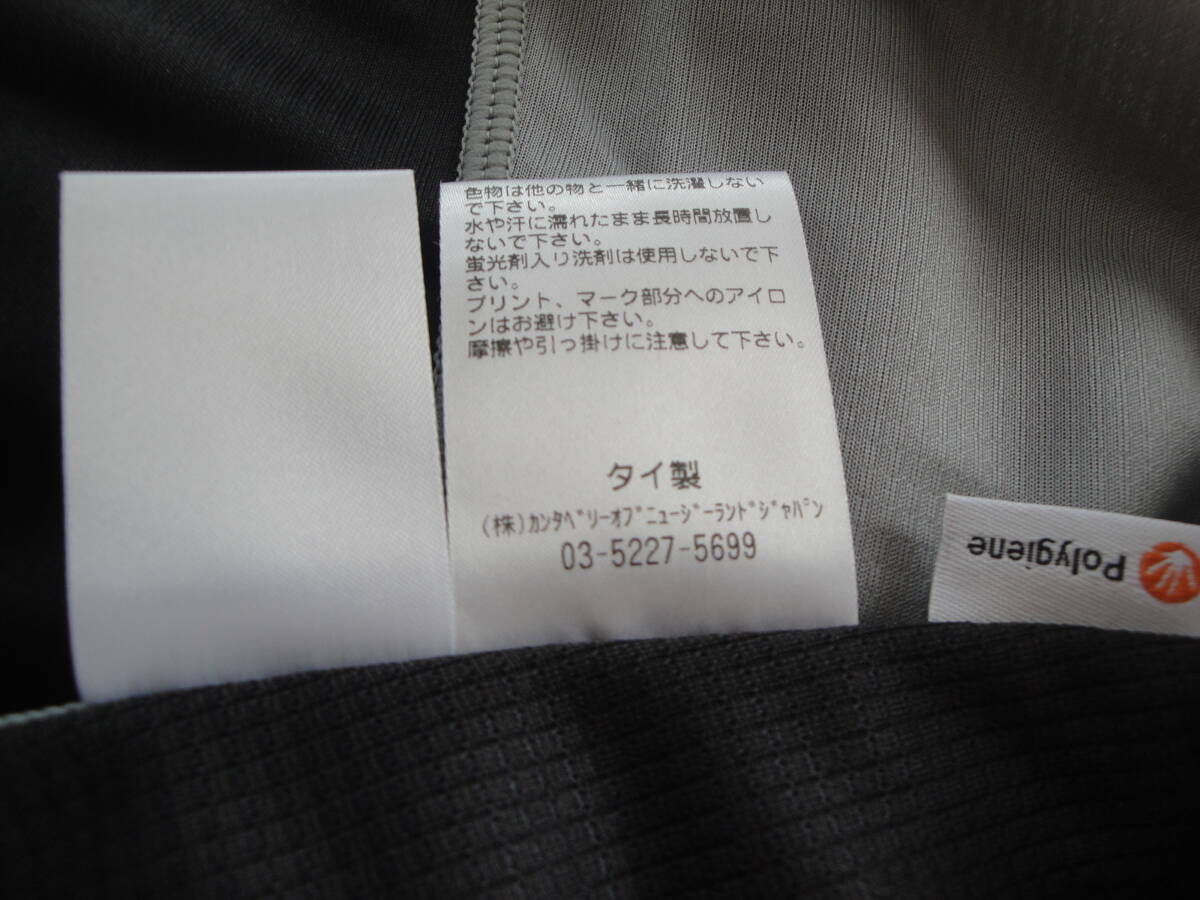 色物は他の物と一緒に洗濯しない
で下さい。
水や汗に濡れたまま長時間放置し
ないで下さい。
蛍光剤入り洗剤は使用しないで下
さい。
プリント、マーク部分へのアイロ
ンはお避け下さい。
摩擦や引っ掛けに注意して下さい。
タイ製
(株)ｶﾝﾀﾍﾞﾘｰｵﾌﾞﾆｭｰｼﾞｰﾗﾝﾄﾞｼﾞｬﾊﾟﾝ
03-5227-5699
Polygiene